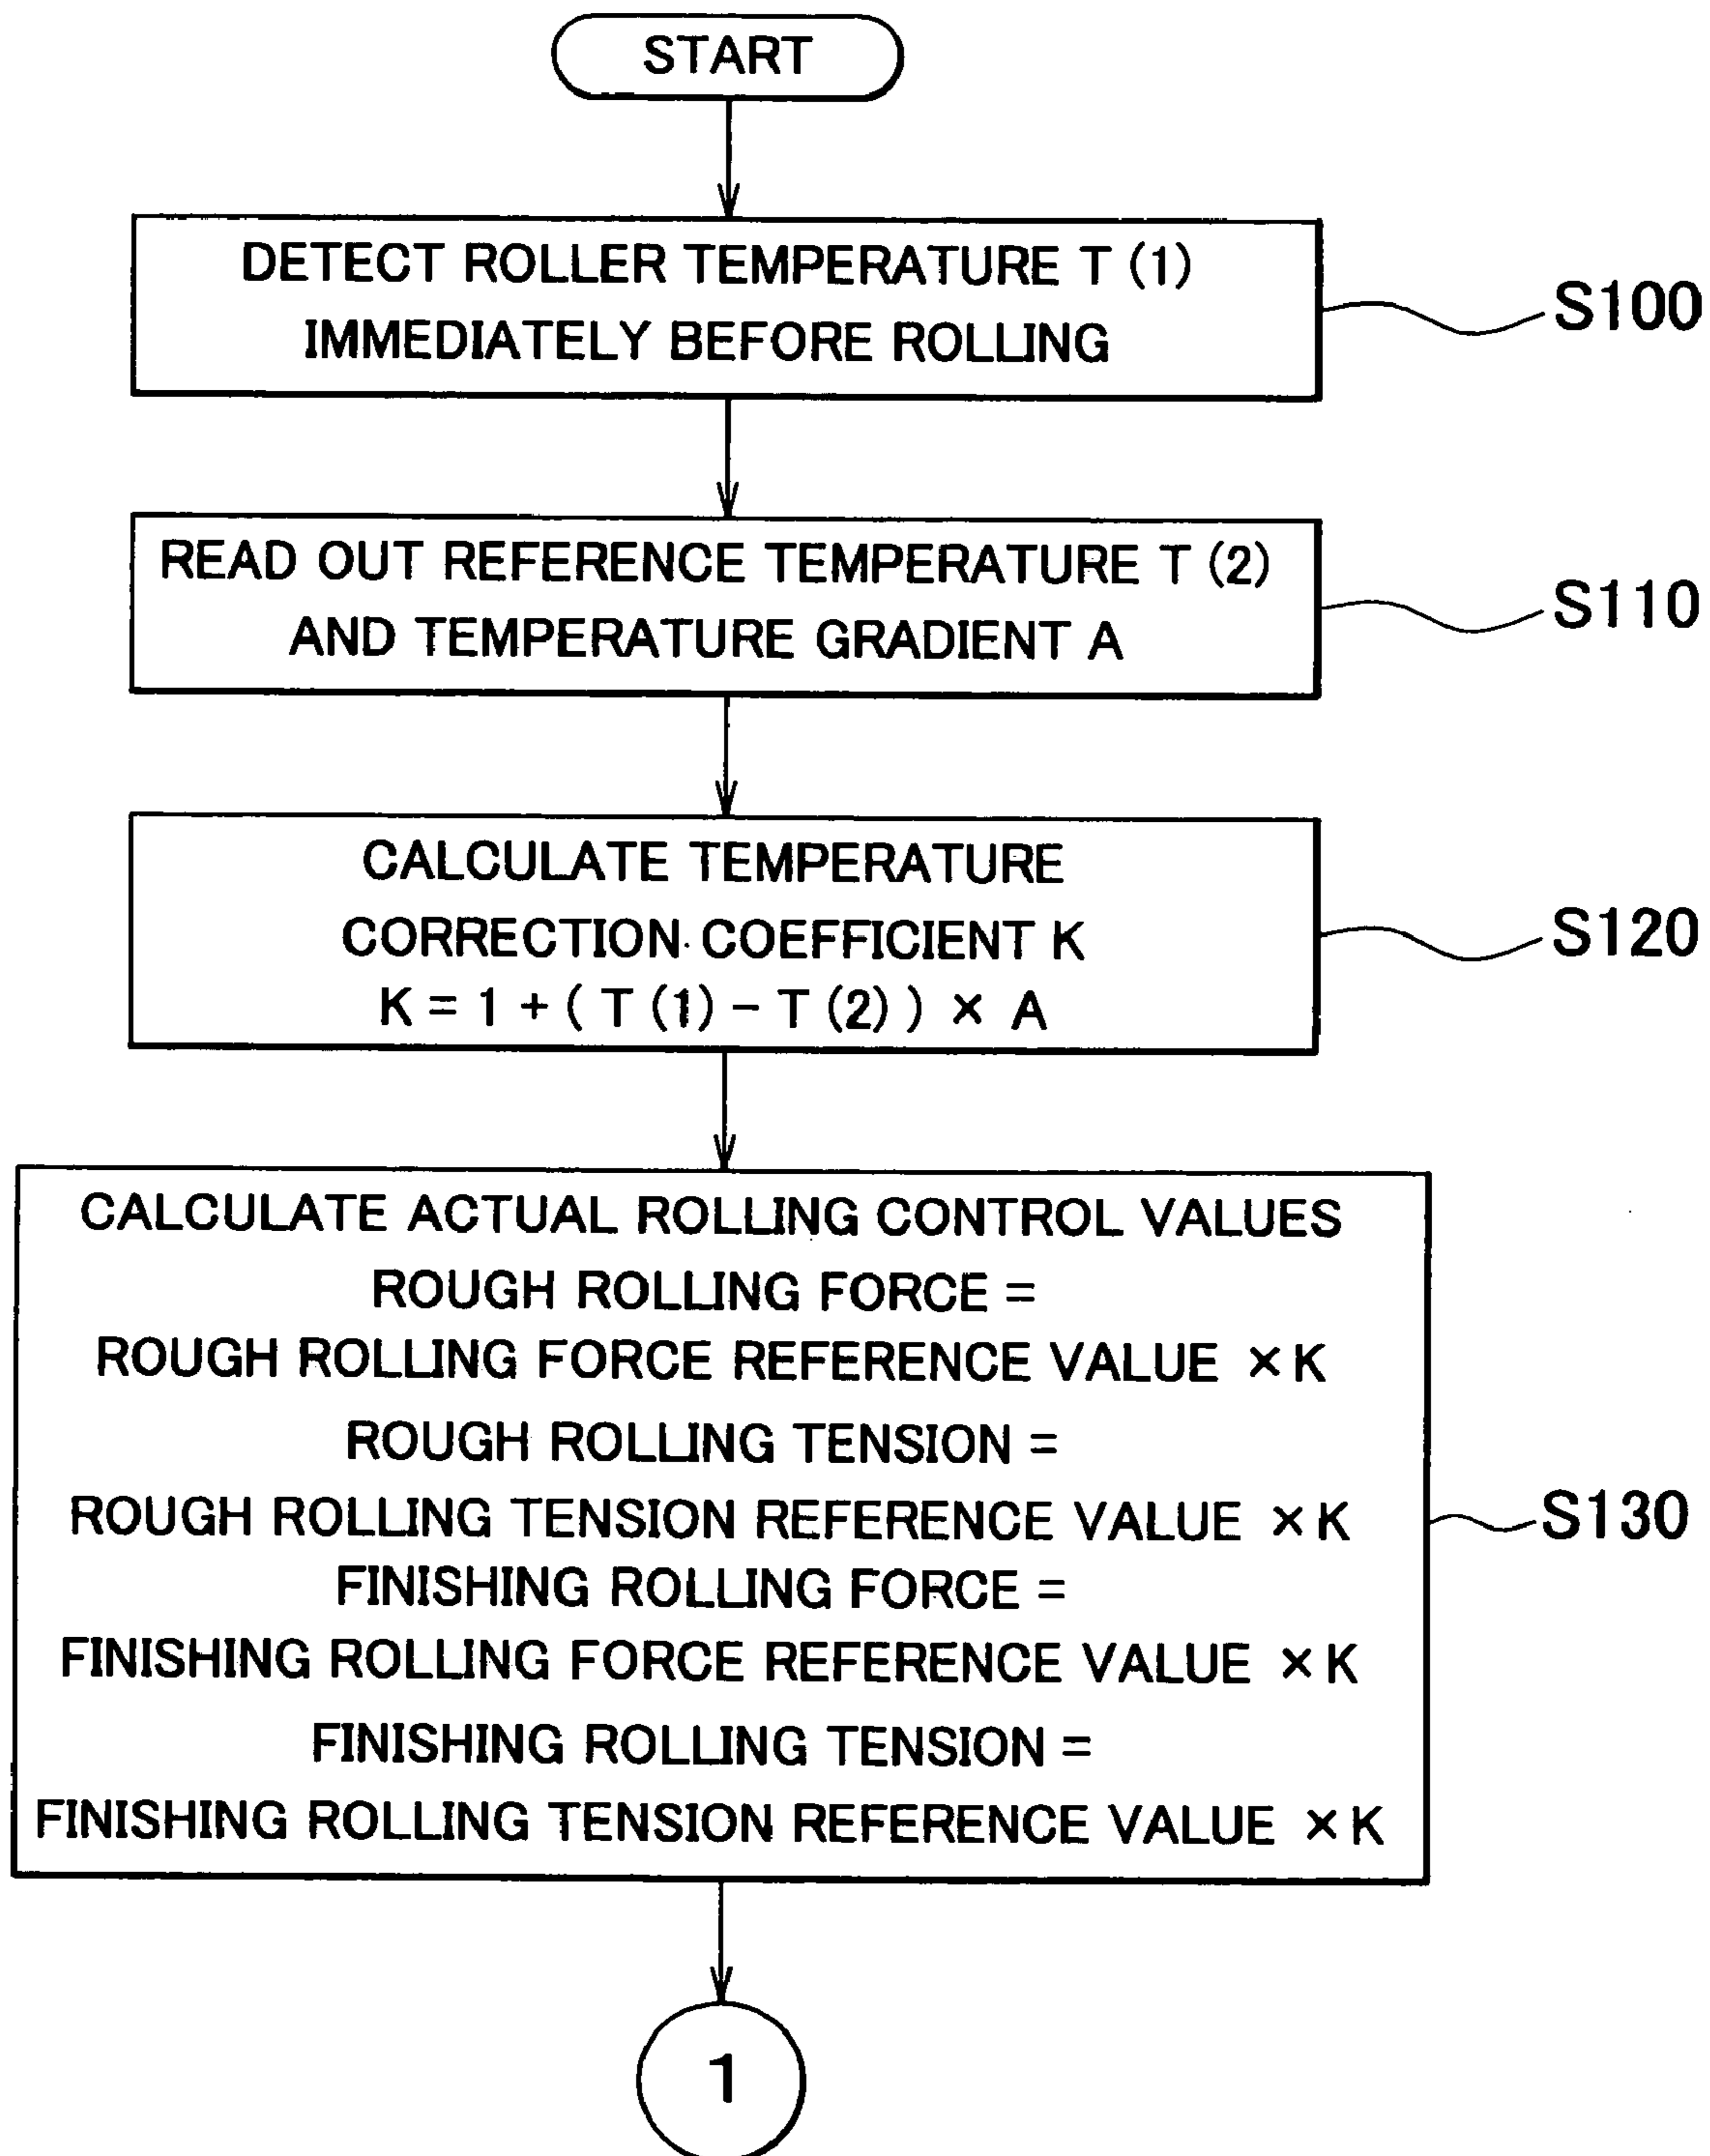 START
DETECT ROLLER TEMPERATURE T (1)
IMMEDIATELY BEFORE ROLLING
S100
READ OUT REFERENCE TEMPERATURE T (2)
AND TEMPERATURE GRADIENT A
S110
CALCULATE TEMPERATURE
CORRECTION COEFFICIENT K
K = 1 + ( T (1) - T (2) ) × A
S120
CALCULATE ACTUAL ROLLING CONTROL VALUES
ROUGH ROLLING FORCE =
ROUGH ROLLING FORCE REFERENCE VALUE × K
ROUGH ROLLING TENSION =
ROUGH ROLLING TENSION REFERENCE VALUE × K
FINISHING ROLLING FORCE =
FINISHING ROLLING FORCE REFERENCE VALUE × K
FINISHING ROLLING TENSION =
FINISHING ROLLING TENSION REFERENCE VALUE × K
S130
1